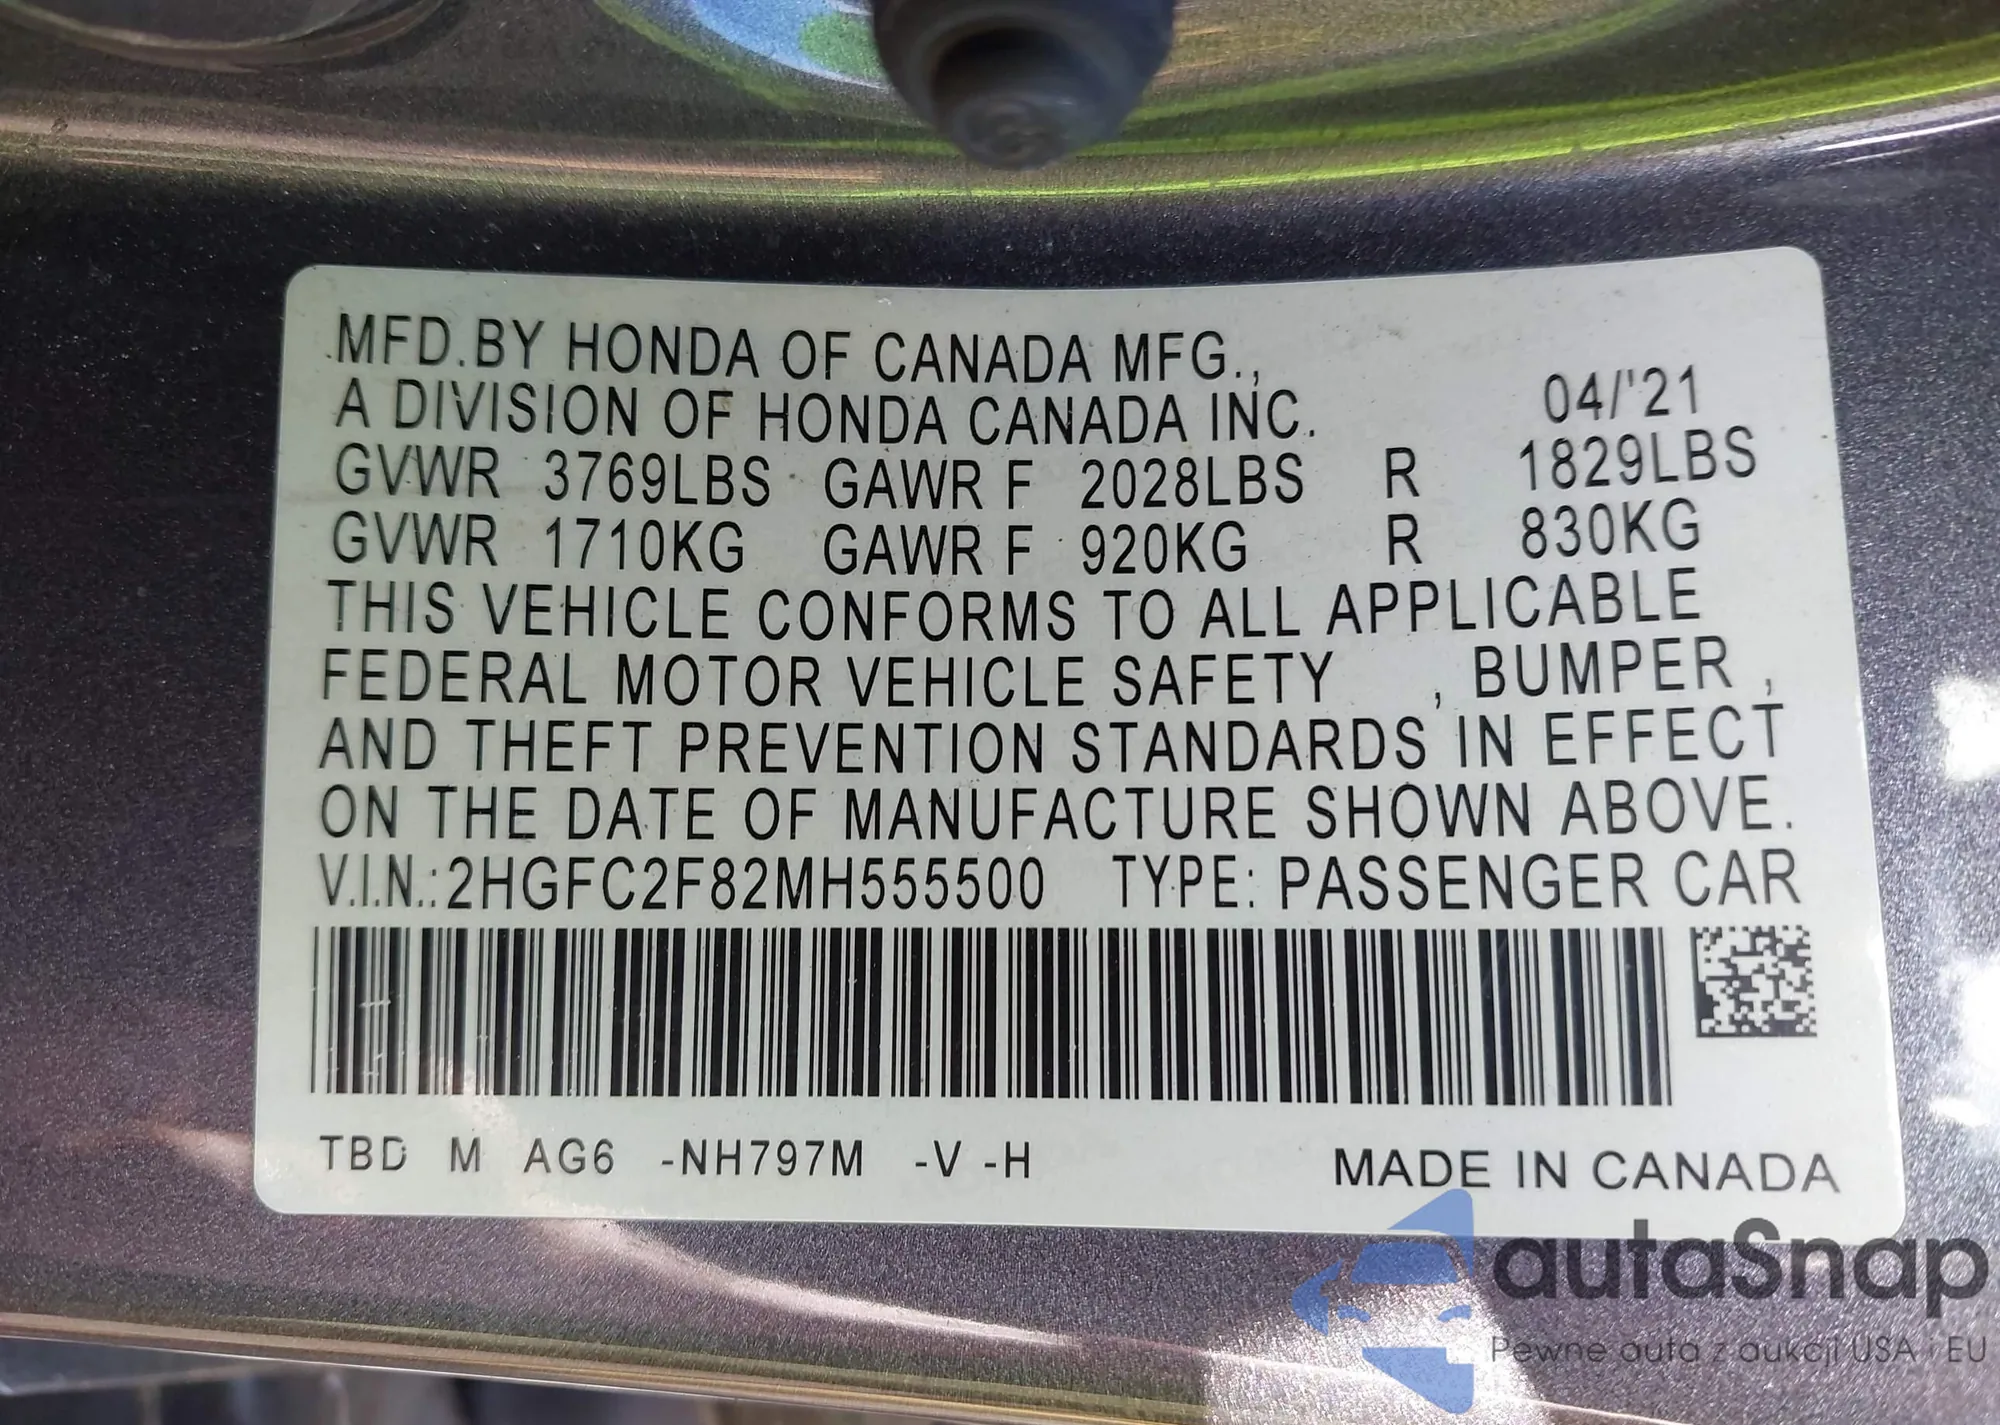 MFD.BY HONDA OF CANADA MFG.,
A DIVISION OF HONDA CANADA INC. 04/'21
GVWR 3769LBS GAWR F 2028LBS R 1829LBS
GVWR 1710KG GAWR F 920KG R 830KG
THIS VEHICLE CONFORMS TO ALL APPLICABLE
FEDERAL MOTOR VEHICLE SAFETY , BUMPER ,
AND THEFT PREVENTION STANDARDS IN EFFECT
ON THE DATE OF MANUFACTURE SHOWN ABOVE.
V.I.N.:2HGFC2F82MH555500 TYPE: PASSENGER CAR
TBD M AG6 -NH797M -V -H MADE IN CANADA
autaSnap
Pewne auta z aukcji USA i EU